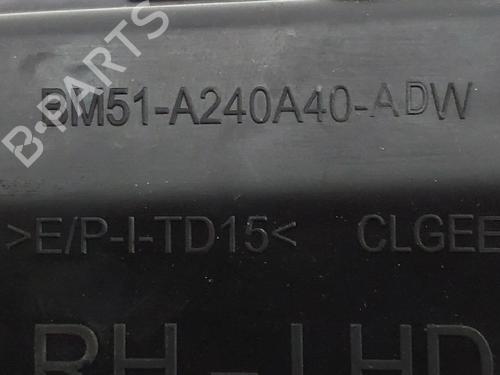 B-PARTS
BM51-A240A40-ADW
>E/P-I-TD15< CLGEE
RH - LHD